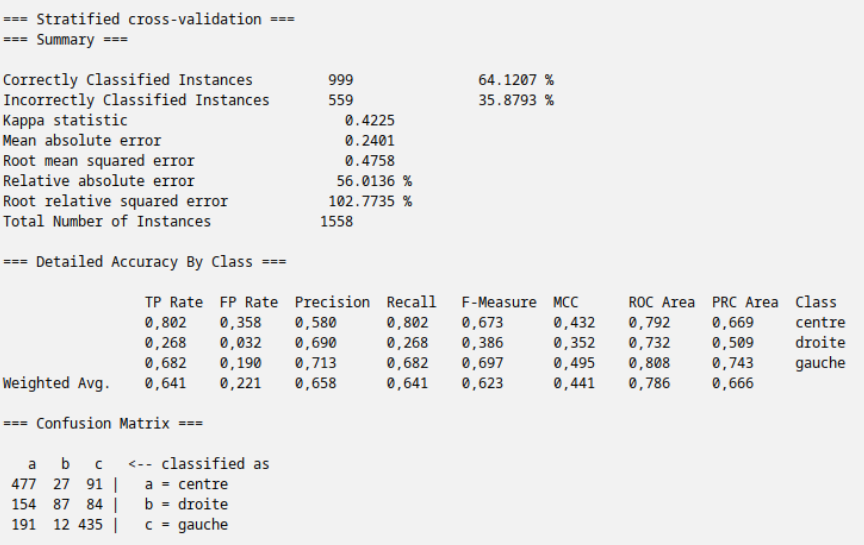 === Stratified cross-validation ===
=== Summary ===
Correctly Classified Instances 999 64.1207 %
Incorrectly Classified Instances 559 35.8793 %
Kappa statistic 0.4225
Mean absolute error 0.2401
Root mean squared error 0.4758
Relative absolute error 56.0136 %
Root relative squared error 102.7735 %
Total Number of Instances 1558
=== Detailed Accuracy By Class ===
TP Rate FP Rate Precision Recall F-Measure MCC ROC Area PRC Area Class
0,802 0,358 0,580 0,802 0,673 0,432 0,792 0,669 centre
0,268 0,032 0,690 0,268 0,386 0,352 0,732 0,509 droite
0,682 0,190 0,713 0,682 0,697 0,495 0,808 0,743 gauche
Weighted Avg. 0,641 0,221 0,658 0,641 0,623 0,441 0,786 0,666
=== Confusion Matrix ===
a b c <-- classified as
477 27 91 | a = centre
154 87 84 | b = droite
191 12 435 | c = gauche